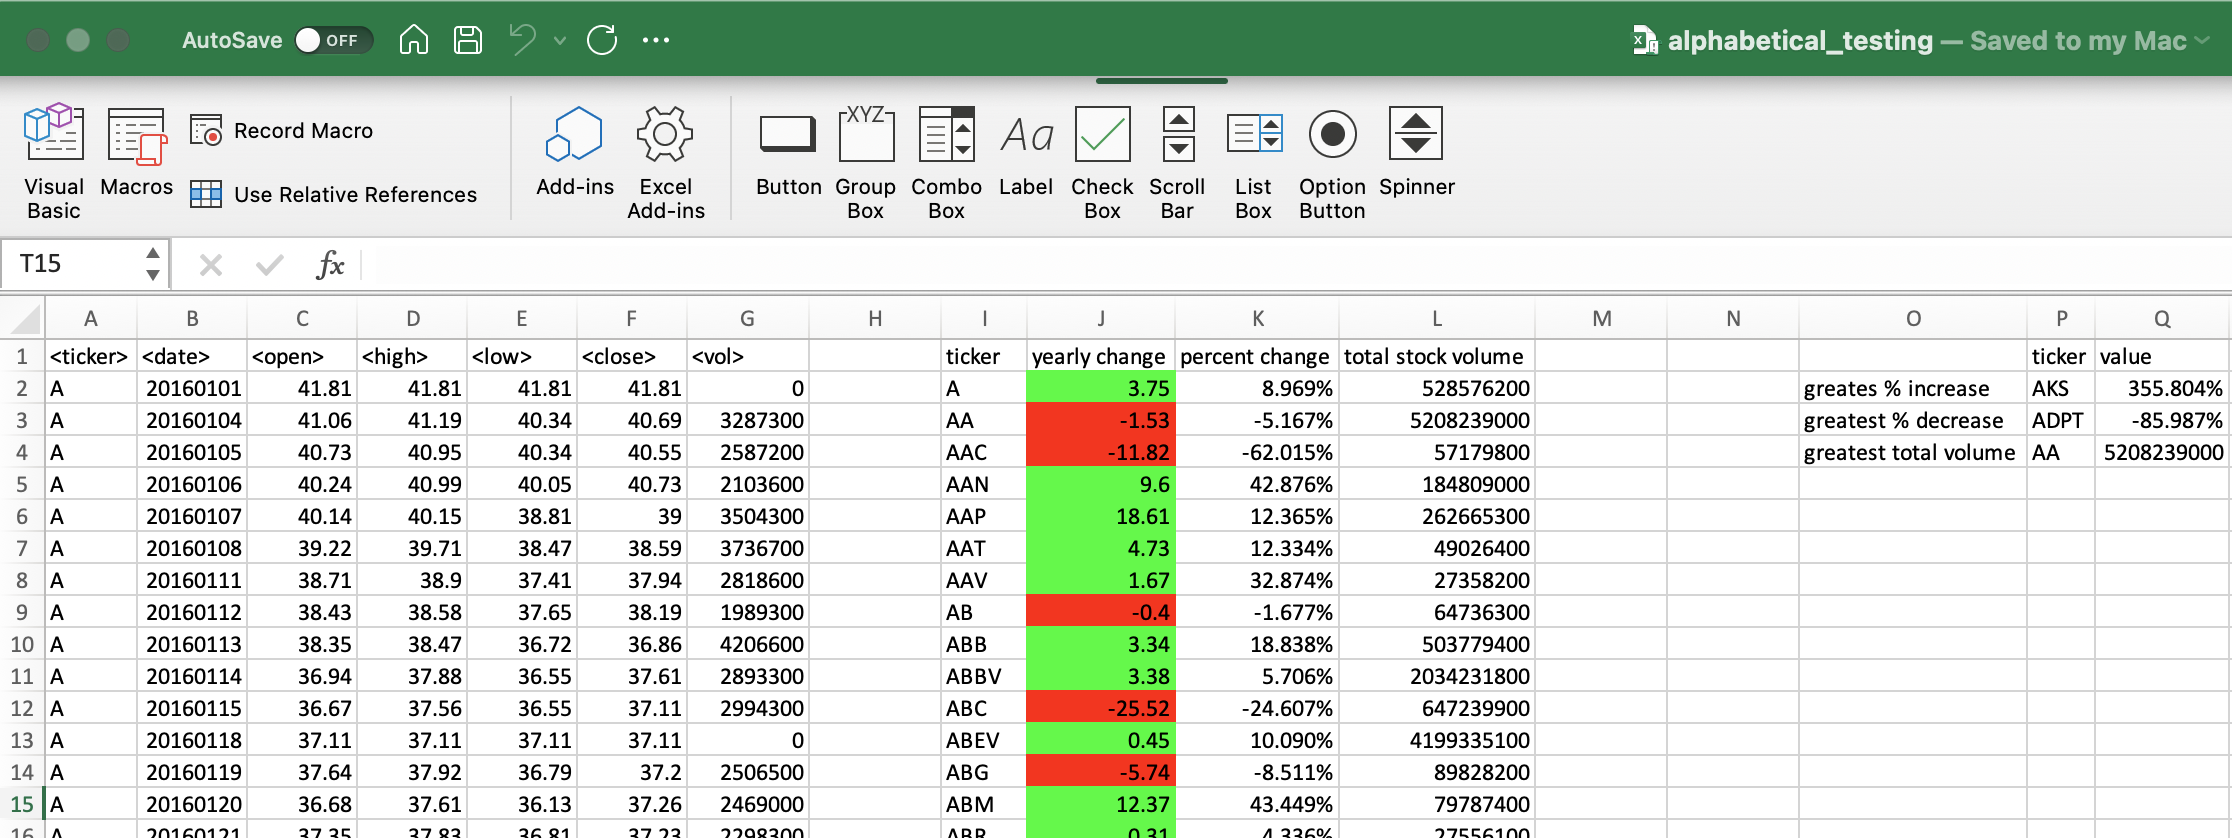 AutoSave OFF alphabetical_testing — Saved to my Mac
XYZ Aa
Record Macro
Visual Basic Macros Use Relative References Add-ins Excel Add-ins Button Group Box Combo Box Label Check Box Scroll Bar List Box Option Button Spinner
T15 fx
A B C D E F G H I J K L M N O P Q
1 <ticker> <date> <open> <high> <low> <close> <vol> ticker yearly change percent change total stock volume ticker value
2 A 20160101 41.81 41.81 41.81 41.81 0 A 3.75 8.969% 528576200 greates % increase AKS 355.804%
3 A 20160104 41.06 41.19 40.34 40.69 3287300 AA -1.53 -5.167% 5208239000 greatest % decrease ADPT -85.987%
4 A 20160105 40.73 40.95 40.34 40.55 2587200 AAC -11.82 -62.015% 57179800 greatest total volume AA 5208239000
5 A 20160106 40.24 40.99 40.05 40.73 2103600 AAN 9.6 42.876% 184809000
6 A 20160107 40.14 40.15 38.81 39 3504300 AAP 18.61 12.365% 262665300
7 A 20160108 39.22 39.71 38.47 38.59 3736700 AAT 4.73 12.334% 49026400
8 A 20160111 38.71 38.9 37.41 37.94 2818600 AAV 1.67 32.874% 27358200
9 A 20160112 38.43 38.58 37.65 38.19 1989300 AB -0.4 -1.677% 64736300
10 A 20160113 38.35 38.47 36.72 36.86 4206600 ABB 3.34 18.838% 503779400
11 A 20160114 36.94 37.88 36.55 37.61 2893300 ABBV 3.38 5.706% 2034231800
12 A 20160115 36.67 37.56 36.55 37.11 2994300 ABC -25.52 -24.607% 647239900
13 A 20160118 37.11 37.11 37.11 37.11 0 ABEV 0.45 10.090% 4199335100
14 A 20160119 37.64 37.92 36.79 37.2 2506500 ABG -5.74 -8.511% 89828200
15 A 20160120 36.68 37.61 36.13 37.26 2469000 ABM 12.37 43.449% 79787400
16 A 20160121 37.35 37.83 36.81 37.23 2298300 ABR 0.31 4.336% 27556100